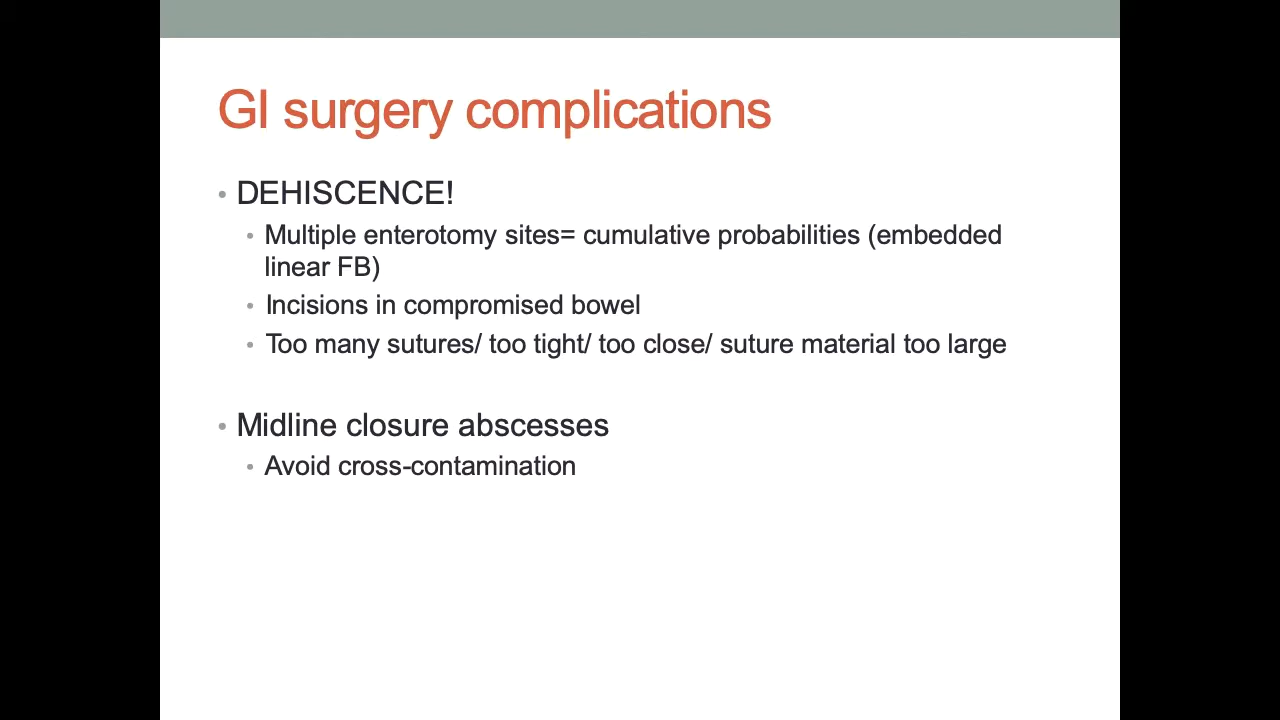 GI surgery complications
• DEHISCENCE!
• Multiple enterotomy sites= cumulative probabilities (embedded
linear FB)
• Incisions in compromised bowel
• Too many sutures/ too tight/ too close/ suture material too large
• Midline closure abscesses
• Avoid cross-contamination